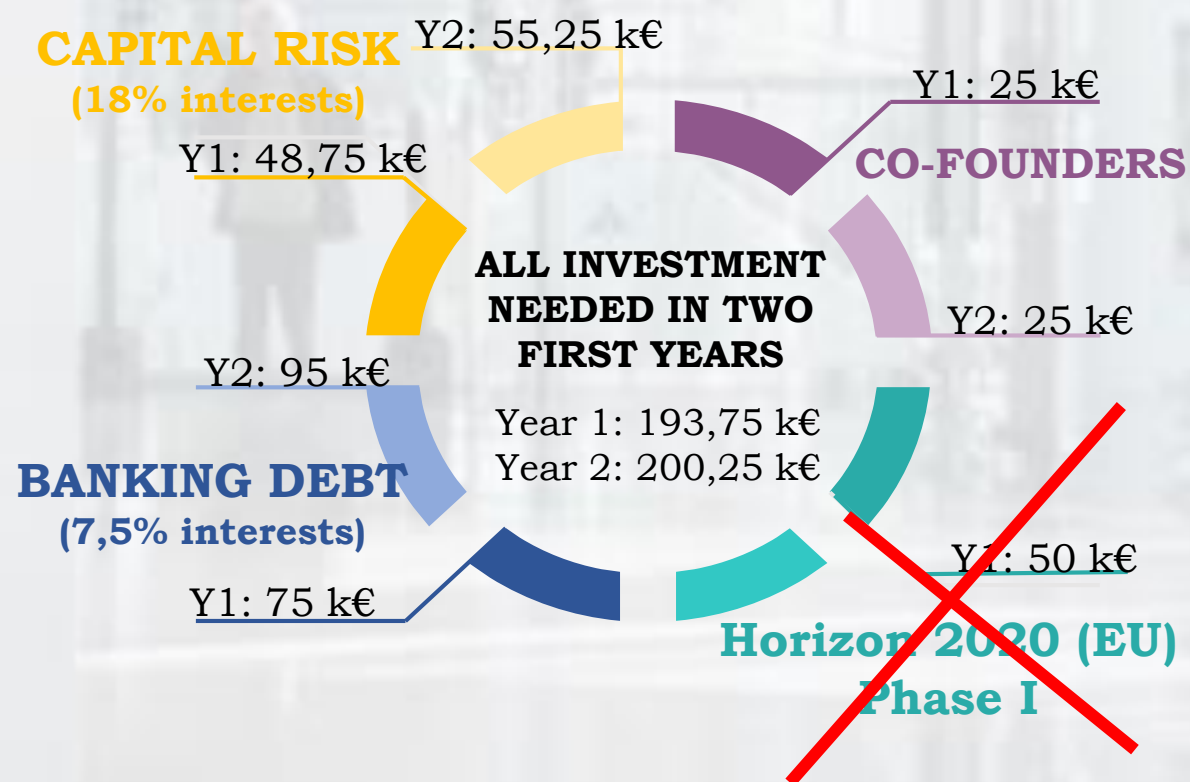 Y2: 55,25 k€
CAPITAL RISK
(18% interests)
Y1: 48,75 k€
Y1: 25 k€
CO-FOUNDERS
Y2: 25 k€
ALL INVESTMENT
NEEDED IN TWO
FIRST YEARS
Year 1: 193,75 k€
Year 2: 200,25 k€
Y2: 95 k€
BANKING DEBT
(7,5% interests)
Y1: 75 k€
Y1: 50 k€
Horizon 2020 (EU)
Phase I